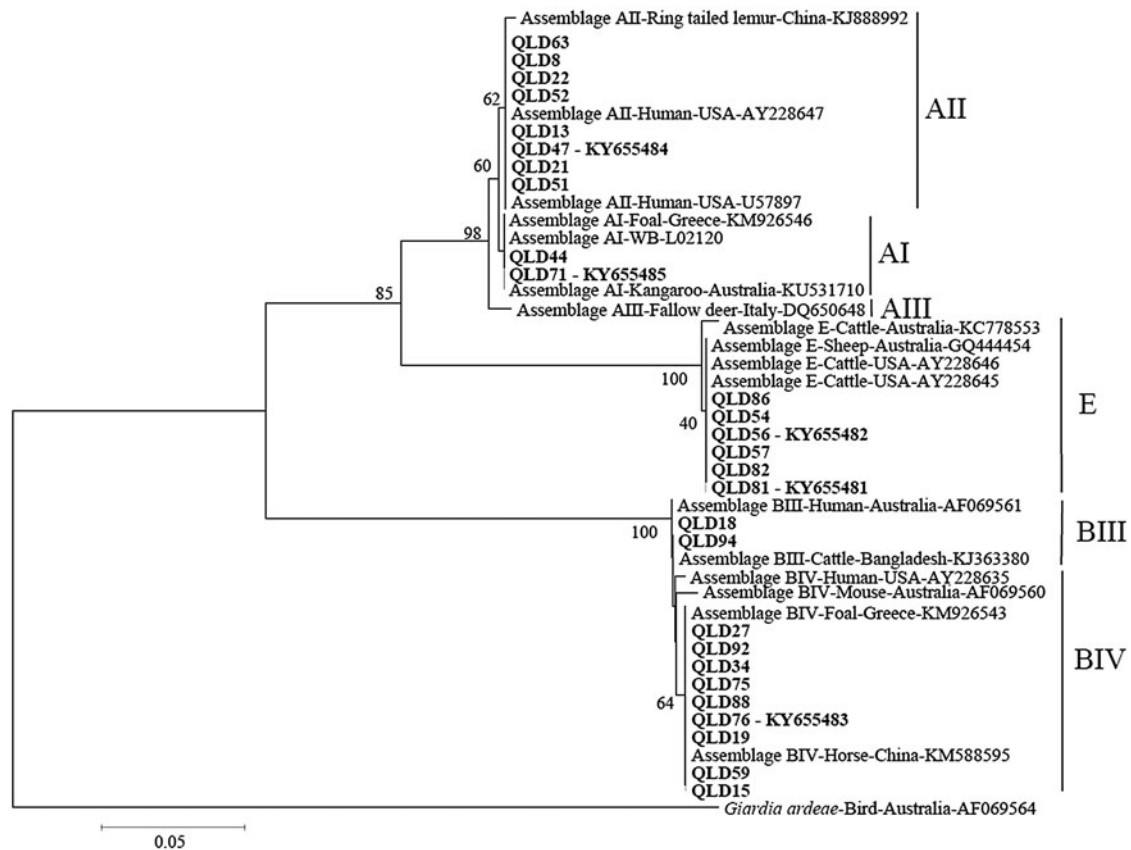 Assemblage AII-Ring tailed lemur-China-KJ888992
QLD63
QLD8
QLD22
QLD52
62
Assemblage AII-Human-USA-AY228647
AII
QLD13
QLD47 - KY655484
60
QLD21
QLD51
Assemblage AII-Human-USA-U57897
Assemblage AI-Foal-Greece-KM926546
98
Assemblage AI-WB-L02120
QLD44
AI
QLD71 - KY655485
Assemblage AI-Kangaroo-Australia-KU531710
85
Assemblage AIII-Fallow deer-Italy-DQ650648
AIII
Assemblage E-Cattle-Australia-KC778553
Assemblage E-Sheep-Australia-GQ444454
Assemblage E-Cattle-USA-AY228646
100
Assemblage E-Cattle-USA-AY228645
QLD86
E
QLD54
40
QLD56 - KY655482
QLD57
QLD82
QLD81 - KY655481
Assemblage BIII-Human-Australia-AF069561
QLD18
100
BIII
QLD94
Assemblage BIII-Cattle-Bangladesh-KJ363380
Assemblage BIV-Human-USA-AY228635
Assemblage BIV-Mouse-Australia-AF069560
Assemblage BIV-Foal-Greece-KM926543
QLD27
QLD92
BIV
QLD34
QLD75
64
QLD88
QLD76 - KY655483
QLD19
Assemblage BIV-Horse-China-KM588595
QLD59
QLD15
Giardia ardeae-Bird-Australia-AF069564
0.05